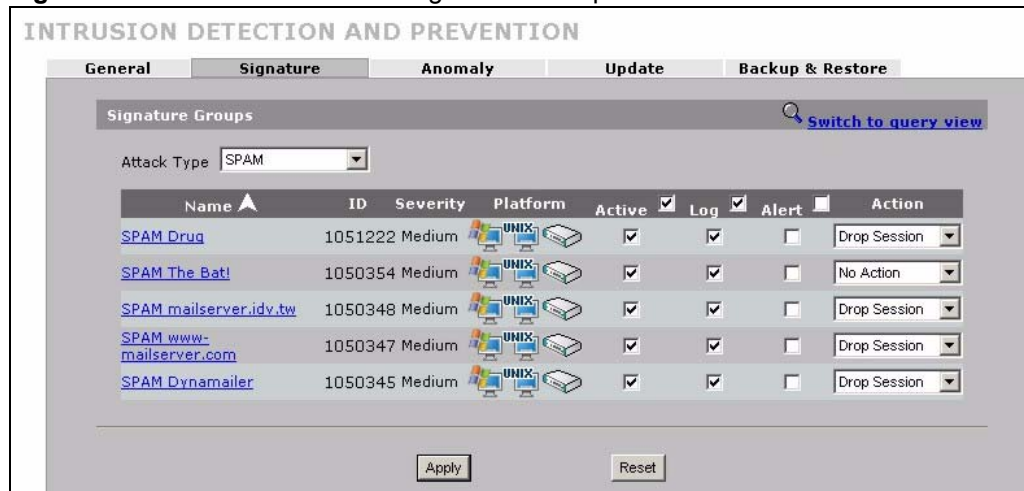 INTRUSION DETECTION AND PREVENTION
General Signature Anomaly Update Backup & Restore
Signature Groups Switch to query view
Attack Type SPAM
Name ID Severity Platform Active Log Alert Action
SPAM Drug 1051222 Medium UNIX Drop Session
SPAM The Bat! 1050354 Medium UNIX No Action
SPAM mailserver.idv.tw 1050348 Medium UNIX Drop Session
SPAM www-
mailserver.com 1050347 Medium UNIX Drop Session
SPAM Dynamailer 1050345 Medium UNIX Drop Session
Apply Reset